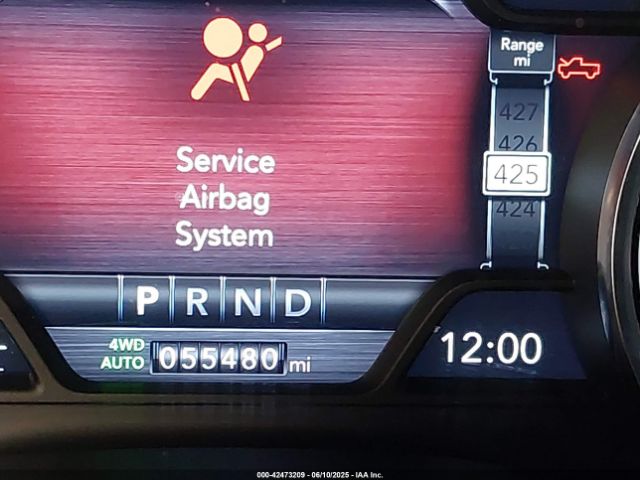 Range
mi
427
426
425
424
Service
Airbag
System
P R N D
4WD
AUTO
055480 mi
12:00
000-42473209 - 06/10/2025 - IAA Inc.